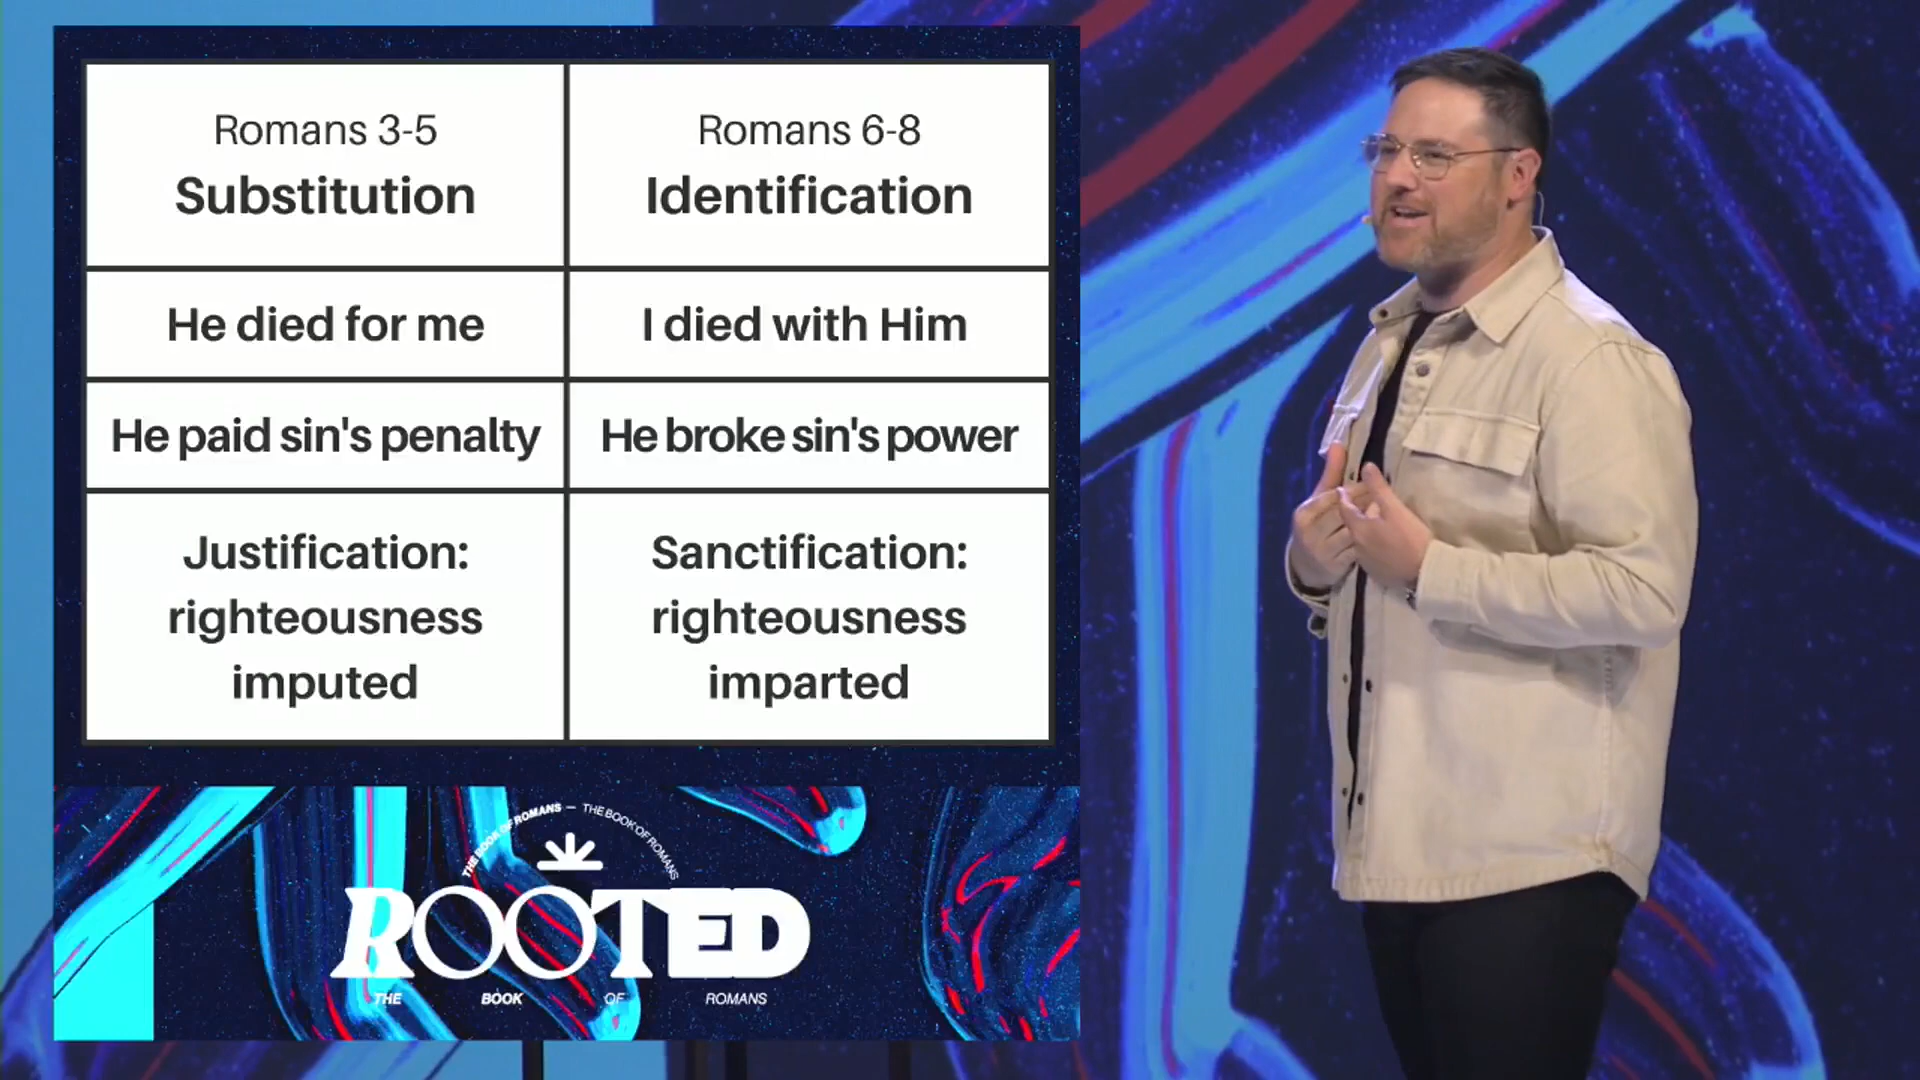 Romans 3-5
Substitution
Romans 6-8
Identification
He died for me
I died with Him
He paid sin's penalty
He broke sin's power
Justification:
righteousness
imputed
Sanctification:
righteousness
imparted
THE BOOK OF ROMANS — THE BOOK OF ROMANS
ROOTED
THE BOOK OF ROMANS